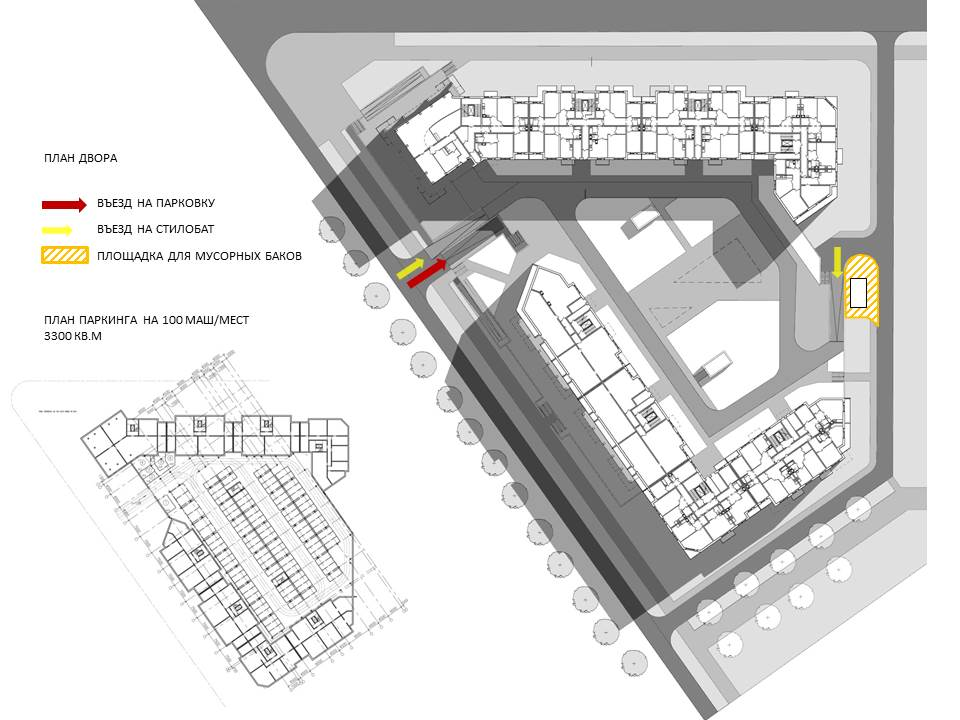 ПЛАН ДВОРА
ВЪЕЗД НА ПАРКОВКУ
ВЪЕЗД НА СТИЛОБАТ
ПЛОЩАДКА ДЛЯ МУСОРНЫХ БАКОВ
ПЛАН ПАРКИНГА НА 100 МАШ/МЕСТ
3300 КВ.М